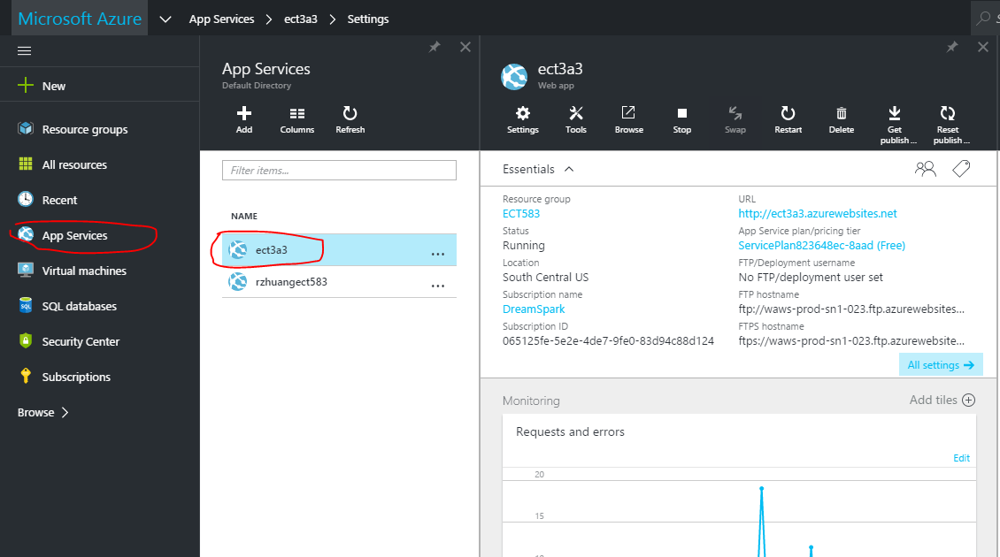 Microsoft Azure
App Services
ect3a3
Settings
New
Resource groups
All resources
Recent
App Services
Virtual machines
SQL databases
Security Center
Subscriptions
Browse
App Services
Default Directory
Add
Columns
Refresh
Filter items...
NAME
ect3a3
...
rzhuangect583
...
ect3a3
Web app
Settings
Tools
Browse
Stop
Swap
Restart
Delete
Get
publish ...
Reset
publish ...
Essentials
Resource group
ECT583
Status
Running
Location
South Central US
Subscription name
DreamSpark
Subscription ID
065125fe-5e2e-4de7-9fe0-83d94c88d124
URL
http://ect3a3.azurewebsites.net
App Service plan/pricing tier
ServicePlan823648ec-8aad (Free)
FTP/Deployment username
No FTP/deployment user set
FTP hostname
ftp://waws-prod-sn1-023.ftp.azurewebsites...
FTPS hostname
ftps://waws-prod-sn1-023.ftp.azurewebsite...
All settings
Monitoring
Add tiles
Requests and errors
Edit
20
15